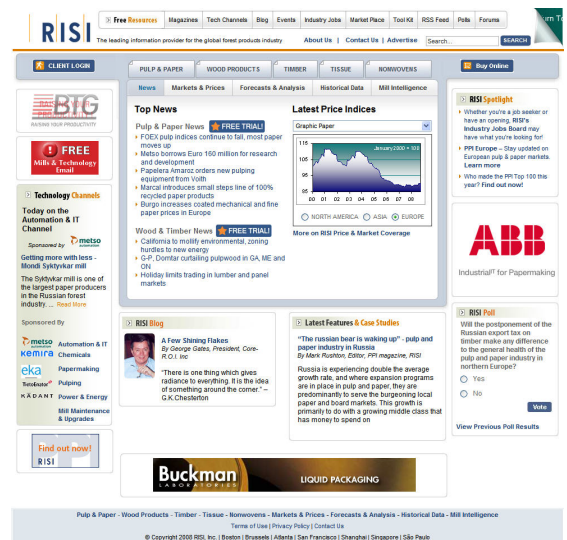 Free Resources Magazines Tech Channels Blog Events Industry Jobs Market Place Tool Kit RSS Feed Polls Forums
RISI
The leading information provider for the global forest products industry
About Us | Contact Us | Advertise
Search...
SEARCH
CLIENT LOGIN
PULP & PAPER
WOOD PRODUCTS
TIMBER
TISSUE
NONWOVENS
Buy Online
News
Markets & Prices
Forecasts & Analysis
Historical Data
Mill Intelligence
BTG
RAISING YOUR PRODUCTIVITY
FREE!
Mills & Technology
Email
Technology Channels
Today on the
Automation & IT
Channel
Sponsored by metso
Getting more with less -
Mondi Syktyvkar mill
The Syktyvkar mill is one of
the largest paper producers
in the Russian forest
industry. ... Read More
Sponsored By
metso Automation & IT
kemira Chemicals
eka Papermaking
Pulping
KADANT Power & Energy
Mill Maintenance
& Upgrades
Find out now!
RISI
Top News
Pulp & Paper News FREE TRIAL!
FOEX pulp indices continue to fall, most paper
moves up
Metso borrows Euro 160 million for research
and development
Papelera Amaroz orders new pulping
equipment from Voith
Marcal introduces small steps line of 100%
recycled paper products
Burgo increases coated mechanical and fine
paper prices in Europe
Wood & Timber News FREE TRIAL!
California to mollify environmental, zoning
hurdles to new energy
G-P, Domtar curtailing pulpwood in GA, ME and
ON
Holiday limits trading in lumber and panel
markets
Latest Price Indices
Graphic Paper
January 2000 = 100
115
105
95
00 01 02 03 04 05 06 07 08
NORTH AMERICA ASIA EUROPE
More on RISI Price & Market Coverage
RISI Spotlight
Whether you're a job seeker or
have an opening, RISI's
Industry Jobs Board may
have what you're looking for!
PPI Europe – Stay updated on
European pulp & paper markets.
Learn more
Who made the PPI Top 100 this
year? Find out now!
ABB
Industrial IT for Papermaking
RISI Blog
A Few Shining Flakes
By George Gates, President, Core-
R.O.I. Inc
"There is one thing which gives
radiance to everything. It is the idea
of something around the corner." –
G.K.Chesterton
Latest Features & Case Studies
"The russian bear is waking up" - pulp and
paper industry in Russia
By Mark Rushton, Editor, PPI magazine, RISI
Russia is experiencing double the average
growth rate, and where expansion programs
are in place in pulp and paper, they are
predominantly to serve the burgeoning local
paper and board markets. This growth is
primarily to do with a growing middle class that
has money to spend on
RISI Poll
Will the postponement of the
Russian export tax on
timber make any difference
to the general health of the
pulp and paper industry in
northern Europe?
Yes
No
Vote
View Previous Poll Results
Buckman
LABORATORIES
LIQUID PACKAGING
Pulp & Paper - Wood Products - Timber - Tissue - Nonwovens - Markets & Prices - Forecasts & Analysis - Historical Data - Mill Intelligence
Terms of Use | Privacy Policy | Contact Us
© Copyright 2008 RISI, Inc. | Boston | Brussels | Atlanta | San Francisco | Shanghai | Singapore | São Paulo